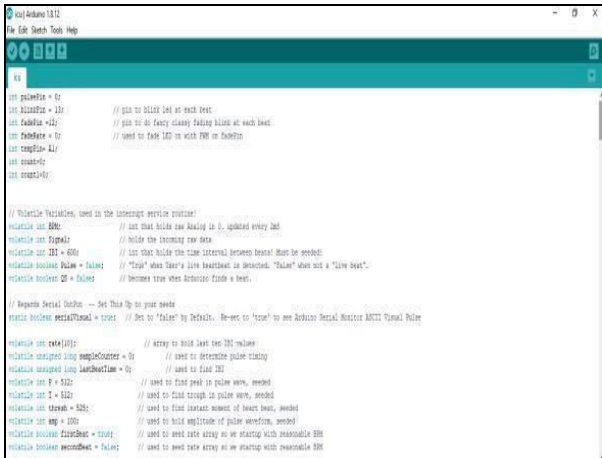 icu | Arduino 1.8.12
File Edit Sketch Tools Help
icu
int pulsePin = 0;
int blinkPin = 13; // pin to blink led at each beat
int fadePin =12; // pin to do fancy classy fading blink at each beat
int fadeRate = 0; // used to fade LED on with PWM on fadePin
int tempPin= A1;
int count=0;
int count1=0;
// Volatile Variables, used in the interrupt service routine!
volatile int BPM; // int that holds raw Analog in 0. updated every 2mS
volatile int Signal; // holds the incoming raw data
volatile int IBI = 600; // int that holds the time interval between beats! Must be seeded!
volatile boolean Pulse = false; // "True" when User's live heartbeat is detected. "False" when not a "live beat".
volatile boolean QS = false; // becomes true when Arduino finds a beat.
// Regards Serial OutPut -- Set This Up to your needs
static boolean serialVisual = true; // Set to 'false' by Default. Re-set to 'true' to see Arduino Serial Monitor ASCII Visual Pulse
volatile int rate[10]; // array to hold last ten IBI values
volatile unsigned long sampleCounter = 0; // used to determine pulse timing
volatile unsigned long lastBeatTime = 0; // used to find IBI
volatile int P = 512; // used to find peak in pulse wave, seeded
volatile int T = 512; // used to find trough in pulse wave, seeded
volatile int thresh = 525; // used to find instant moment of heart beat, seeded
volatile int amp = 100; // used to hold amplitude of pulse waveform, seeded
volatile boolean firstBeat = true; // used to seed rate array so we startup with reasonable BPM
volatile boolean secondBeat = false; // used to seed rate array so we startup with reasonable BPM